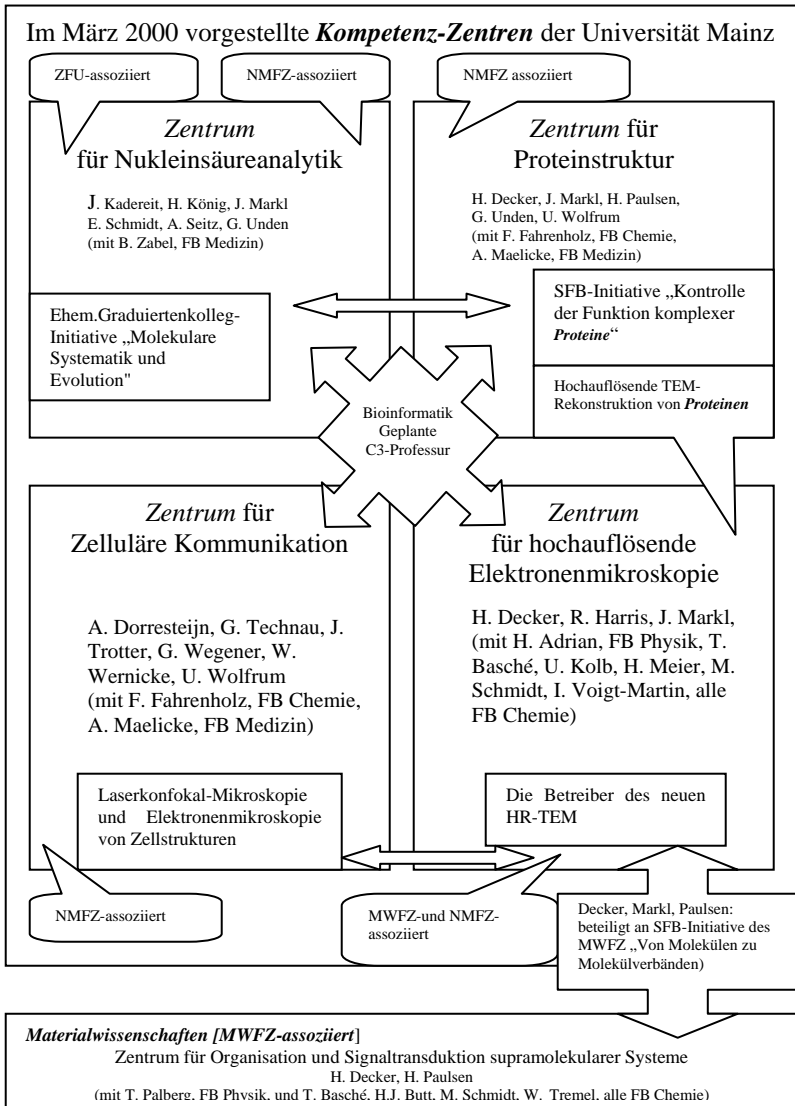 Im März 2000 vorgestellte Kompetenz-Zentren der Universität Mainz
ZFU-assoziiert
NMFZ-assoziiert
NMFZ assoziiert
Zentrum
für Nukleinsäureanalytik
J. Kadereit, H. König, J. Markl
E. Schmidt, A. Seitz, G. Unden
(mit B. Zabel, FB Medizin)
Ehem.Graduiertenkolleg-
Initiative „Molekulare
Systematik und
Evolution"
Zentrum für
Proteinstruktur
H. Decker, J. Markl, H. Paulsen,
G. Unden, U. Wolfrum
(mit F. Fahrenholz, FB Chemie,
A. Maelicke, FB Medizin)
SFB-Initiative „Kontrolle
der Funktion komplexer
Proteine“
Hochauflösende TEM-
Rekonstruktion von Proteinen
Bioinformatik
Geplante
C3-Professur
Zentrum für
Zelluläre Kommunikation
A. Dorresteijn, G. Technau, J.
Trotter, G. Wegener, W.
Wernicke, U. Wolfrum
(mit F. Fahrenholz, FB Chemie,
A. Maelicke, FB Medizin)
Laserkonfokal-Mikroskopie
und Elektronenmikroskopie
von Zellstrukturen
Zentrum
für hochauflösende
Elektronenmikroskopie
H. Decker, R. Harris, J. Markl,
(mit H. Adrian, FB Physik, T.
Basché, U. Kolb, H. Meier, M.
Schmidt, I. Voigt-Martin, alle
FB Chemie)
Die Betreiber des neuen
HR-TEM
NMFZ-assoziiert
MWFZ-und NMFZ-
assoziiert
Decker, Markl, Paulsen:
beteiligt an SFB-Initiative des
MWFZ „Von Molekülen zu
Molekülverbänden)
Materialwissenschaften [MWFZ-assoziiert]
Zentrum für Organisation und Signaltransduktion supramolekularer Systeme
H. Decker, H. Paulsen
(mit T. Palberg, FB Physik, und T. Basché, H.J. Butt, M. Schmidt, W. Tremel, alle FB Chemie)